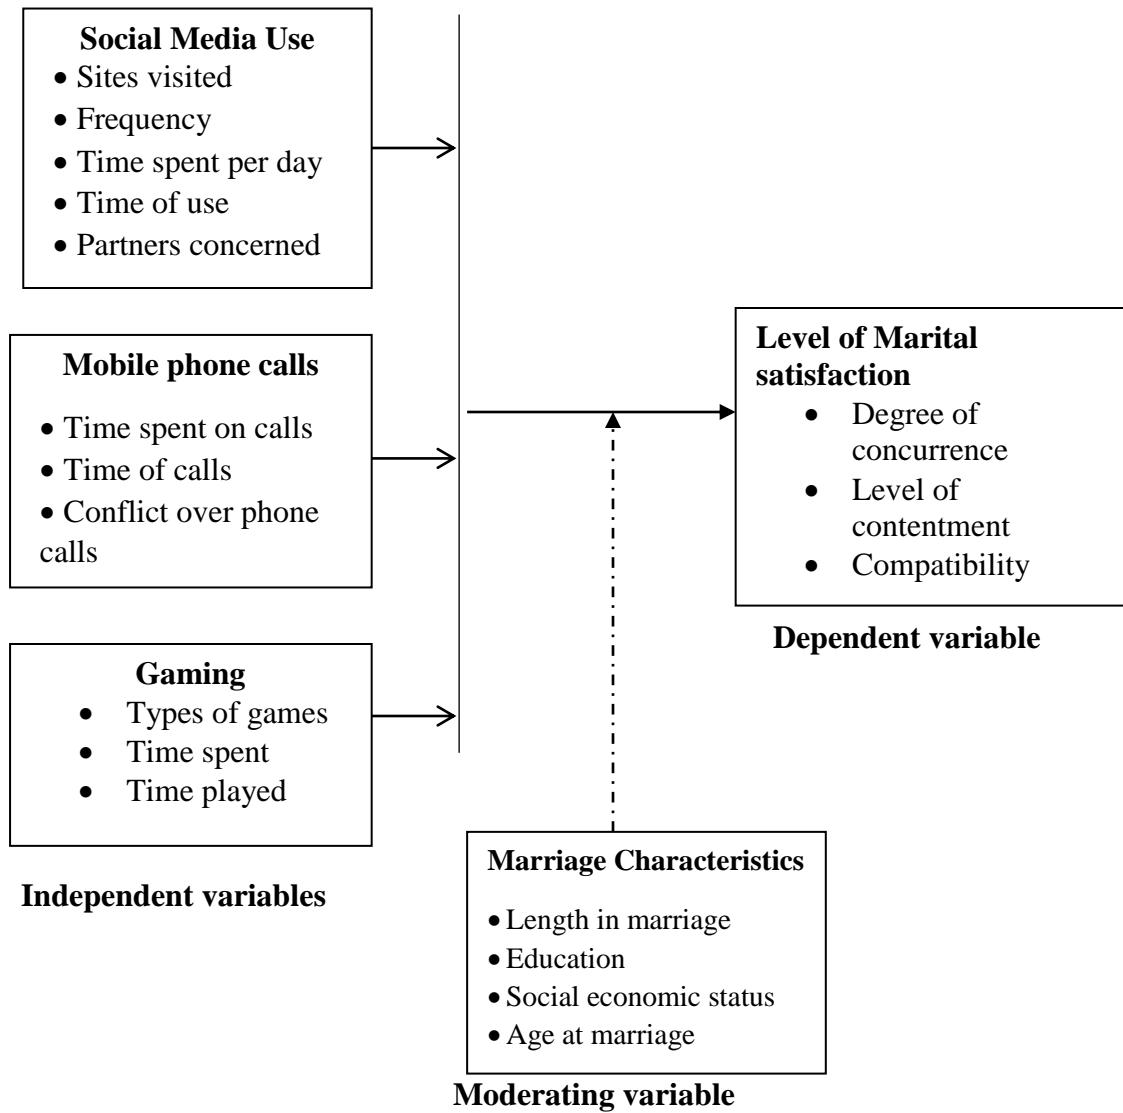 Social Media Use
• Sites visited
• Frequency
• Time spent per day
• Time of use
• Partners concerned
Mobile phone calls
• Time spent on calls
• Time of calls
• Conflict over phone
calls
Gaming
• Types of games
• Time spent
• Time played
Independent variables
Level of Marital
satisfaction
• Degree of
concurrence
• Level of
contentment
• Compatibility
Dependent variable
Marriage Characteristics
• Length in marriage
• Education
• Social economic status
• Age at marriage
Moderating variable